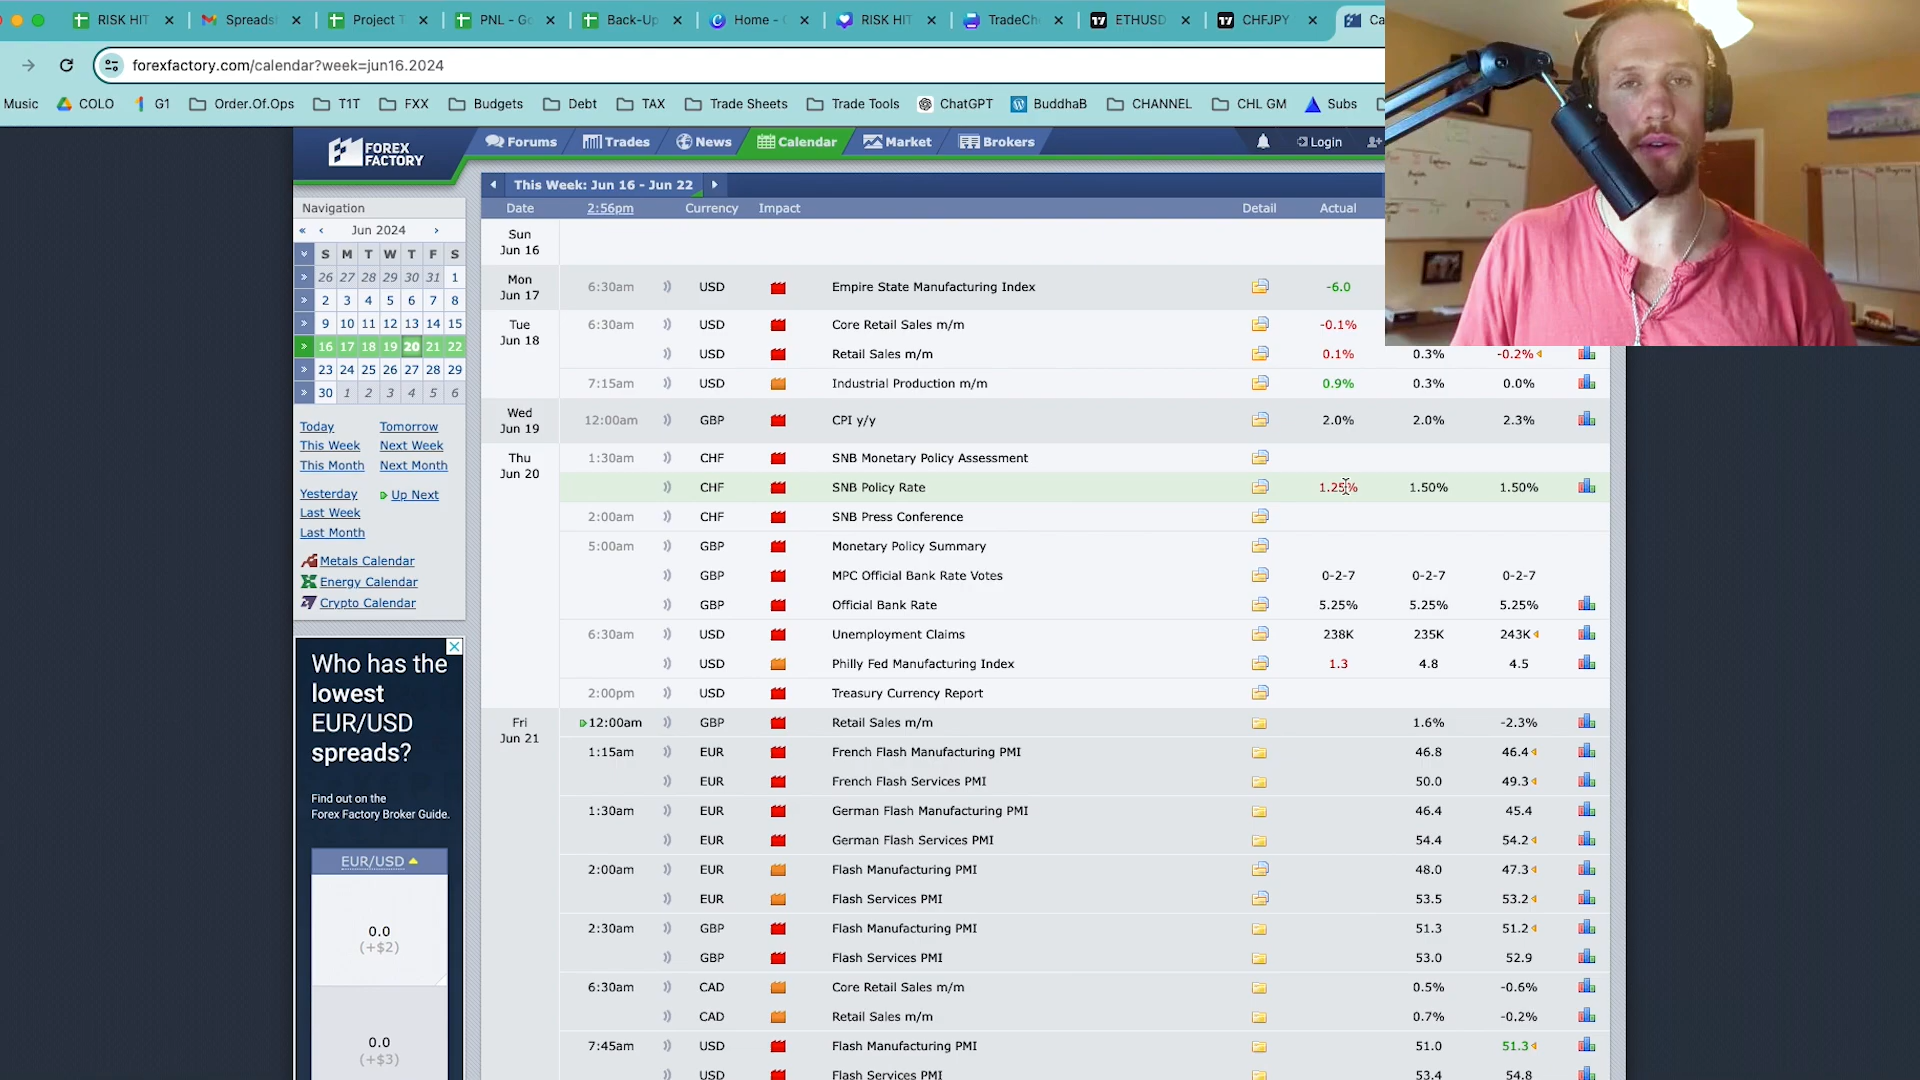 RISK HIT
Spreads
Project T
PNL - Go
Back-Up
Home -
RISK HIT
TradeCh
ETHUSD
CHFJPY
Ca
forexfactory.com/calendar?week=jun16.2024
Music
COLO
G1
Order.Of.Ops
T1T
FXX
Budgets
Debt
TAX
Trade Sheets
Trade Tools
ChatGPT
BuddhaB
CHANNEL
CHL GM
Subs
FOREX FACTORY
Forums
Trades
News
Calendar
Market
Brokers
Login
Navigation
« ‹ Jun 2024 ›
S M T W T F S
26 27 28 29 30 31 1
2 3 4 5 6 7 8
9 10 11 12 13 14 15
16 17 18 19 20 21 22
23 24 25 26 27 28 29
30 1 2 3 4 5 6
Today Tomorrow
This Week Next Week
This Month Next Month
Yesterday Up Next
Last Week
Last Month
Metals Calendar
Energy Calendar
Crypto Calendar
Who has the
lowest
EUR/USD
spreads?
Find out on the
Forex Factory Broker Guide.
EUR/USD
0.0
(+$2)
0.0
(+$3)
This Week: Jun 16 - Jun 22
Date 2:56pm Currency Impact Detail Actual
Sun
Jun 16
Mon
Jun 17
6:30am USD Empire State Manufacturing Index -6.0
Tue
Jun 18
6:30am USD Core Retail Sales m/m -0.1%
USD Retail Sales m/m 0.1% 0.3% -0.2%
7:15am USD Industrial Production m/m 0.9% 0.3% 0.0%
Wed
Jun 19
12:00am GBP CPI y/y 2.0% 2.0% 2.3%
Thu
Jun 20
1:30am CHF SNB Monetary Policy Assessment
CHF SNB Policy Rate 1.25% 1.50% 1.50%
2:00am CHF SNB Press Conference
5:00am GBP Monetary Policy Summary
GBP MPC Official Bank Rate Votes 0-2-7 0-2-7 0-2-7
GBP Official Bank Rate 5.25% 5.25% 5.25%
6:30am USD Unemployment Claims 238K 235K 243K
USD Philly Fed Manufacturing Index 1.3 4.8 4.5
2:00pm USD Treasury Currency Report
Fri
Jun 21
12:00am GBP Retail Sales m/m 1.6% -2.3%
1:15am EUR French Flash Manufacturing PMI 46.8 46.4
EUR French Flash Services PMI 50.0 49.3
1:30am EUR German Flash Manufacturing PMI 46.4 45.4
EUR German Flash Services PMI 54.4 54.2
2:00am EUR Flash Manufacturing PMI 48.0 47.3
EUR Flash Services PMI 53.5 53.2
2:30am GBP Flash Manufacturing PMI 51.3 51.2
GBP Flash Services PMI 53.0 52.9
6:30am CAD Core Retail Sales m/m 0.5% -0.6%
CAD Retail Sales m/m 0.7% -0.2%
7:45am USD Flash Manufacturing PMI 51.0 51.3
USD Flash Services PMI 53.4 54.8